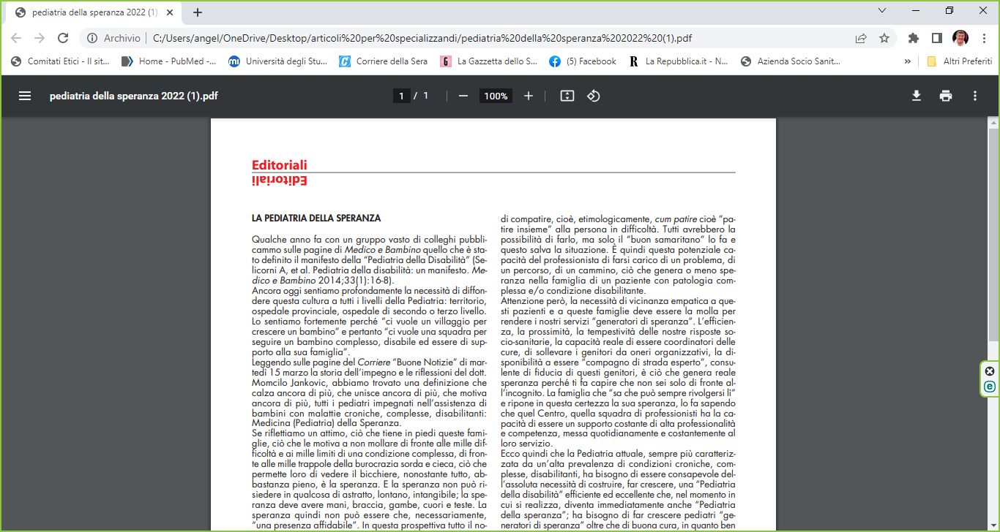 pediatria della speranza 2022 (1)
Archivio | C:/Users/angel/OneDrive/Desktop/articoli%20per%20specializzandi/pediatria%20della%20speranza%202022%20(1).pdf
Comitati Etici - Il sit... Home - PubMed -... Università degli Stu... Corriere della Sera La Gazzetta dello S... (5) Facebook La Repubblica.it - N... Azienda Socio Sanit... » Altri Preferiti
pediatria della speranza 2022 (1).pdf 1 / 1 100%
Editoriali
Editoriali
LA PEDIATRIA DELLA SPERANZA
Qualche anno fa con un gruppo vasto di colleghi pubbli-
cammo sulle pagine di Medico e Bambino quello che è sta-
to definito il manifesto della “Pediatria della Disabilità” (Se-
licorni A, et al. Pediatria della disabilità: un manifesto. Me-
dico e Bambino 2014;33(1):16-8).
Ancora oggi sentiamo profondamente la necessità di diffon-
dere questa cultura a tutti i livelli della Pediatria: territorio,
ospedale provinciale, ospedale di secondo o terzo livello.
Lo sentiamo fortemente perché “ci vuole un villaggio per
crescere un bambino” e pertanto “ci vuole una squadra per
seguire un bambino complesso, disabile ed essere di sup-
porto alla sua famiglia”.
Leggendo sulle pagine del Corriere “Buone Notizie” di mar-
tedì 15 marzo la storia dell’impegno e le riflessioni del dott.
Momcilo Jankovic, abbiamo trovato una definizione che
calza ancora di più, che unisce ancora di più, che motiva
ancora di più, tutti i pediatri impegnati nell’assistenza di
bambini con malattie croniche, complesse, disabilitanti:
Medicina (Pediatria) della Speranza.
Se riflettiamo un attimo, ciò che tiene in piedi queste fami-
glie, ciò che le motiva a non mollare di fronte alle mille dif-
ficoltà e ai mille limiti di una condizione complessa, di fron-
te alle mille trappole della burocrazia sorda e cieca, ciò che
permette loro di vedere il bicchiere, nonostante tutto, ab-
bastanza pieno, è la speranza. E la speranza non può ri-
siedere in qualcosa di astratto, lontano, intangibile; la spe-
ranza deve avere mani, braccia, gambe, cuori e teste. La
speranza quindi non può essere che, necessariamente,
“una presenza affidabile”. In questa prospettiva tutto il no-
di compatire, cioè, etimologicamente, cum patire cioè “pa-
tire insieme” alla persona in difficoltà. Tutti avrebbero la
possibilità di farlo, ma solo il “buon samaritano” lo fa e
questo salva la situazione. È quindi questa potenziale ca-
pacità del professionista di farsi carico di un problema, di
un percorso, di un cammino, ciò che genera o meno spe-
ranza nella famiglia di un paziente con patologia com-
plessa e/o condizione disabilitante.
Attenzione però, la necessità di vicinanza empatica a que-
sti pazienti e a queste famiglie deve essere la molla per
rendere i nostri servizi “generatori di speranza”. L’efficien-
za, la prossimità, la tempestività delle nostre risposte so-
cio-sanitarie, la capacità reale di essere coordinatori delle
cure, di sollevare i genitori da oneri organizzativi, la di-
sponibilità a essere “compagno di strada esperto”, consu-
lente di fiducia di questi genitori, è ciò che genera reale
speranza perché ti fa capire che non sei solo di fronte al-
l’incognito. La famiglia che “sa che può sempre rivolgersi lì”
e ripone in questa certezza la sua speranza, lo fa sapendo
che quel Centro, quella squadra di professionisti ha la ca-
pacità di essere un supporto costante di alta professionalità
e competenza, messa quotidianamente e costantemente al
loro servizio.
Ecco quindi che la Pediatria attuale, sempre più caratteriz-
zata da un’alta prevalenza di condizioni croniche, com-
plesse, disabilitanti, ha bisogno di essere consapevole del-
l’assoluta necessità di costruire, far crescere, una “Pediatria
della disabilità” efficiente ed eccellente che, nel momento in
cui si realizza, diventa immediatamente anche “Pediatria
della speranza”; ha bisogno di far crescere pediatri “ge-
neratori di speranza” oltre che di buona cura, in quanto ben